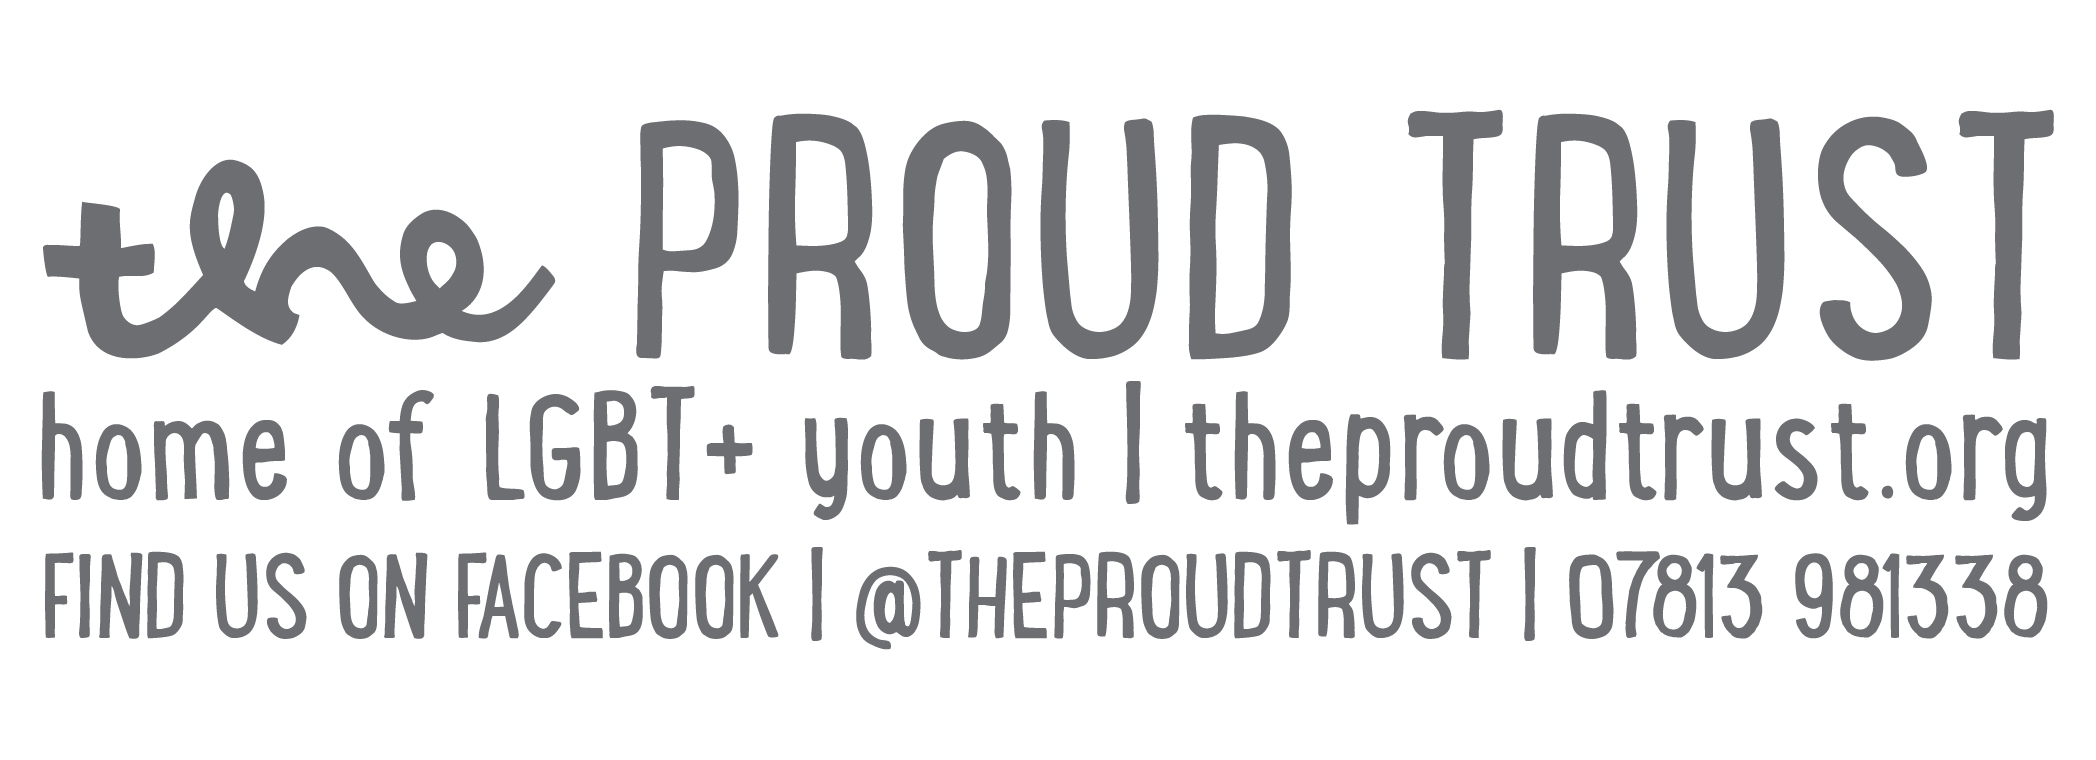 the PROUD TRUST
home of LGBT+ youth | theproudtrust.org
FIND US ON FACEBOOK | @THEPROUDTRUST | 07813 981338